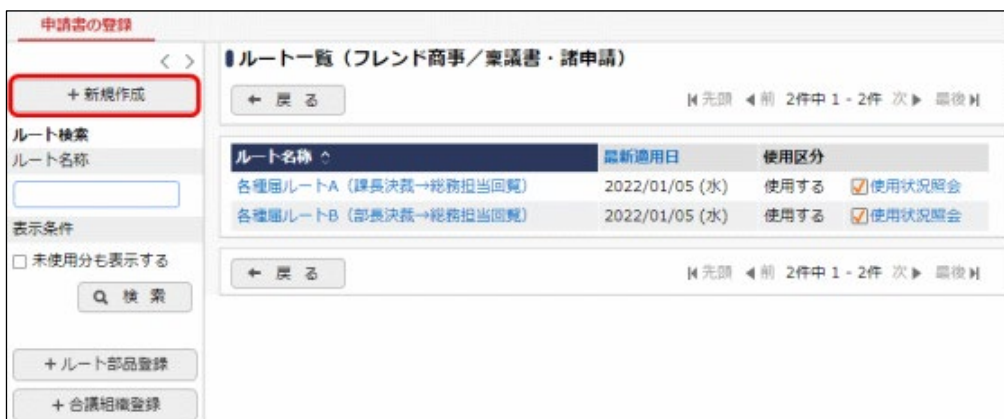 申請書の登録
< >
+ 新規作成
ルート検索
ルート名称
表示条件
未使用分も表示する
検 索
+ ルート部品登録
+ 合議組織登録
ルート一覧（フレンド商事／稟議書・諸申請）
← 戻 る
先頭 前 2件中 1 - 2件 次 最後
ルート名称 最新適用日 使用区分
各種届ルートA（課長決裁→総務担当回覧） 2022/01/05 (水) 使用する 使用状況照会
各種届ルートB（部長決裁→総務担当回覧） 2022/01/05 (水) 使用する 使用状況照会
← 戻 る
先頭 前 2件中 1 - 2件 次 最後